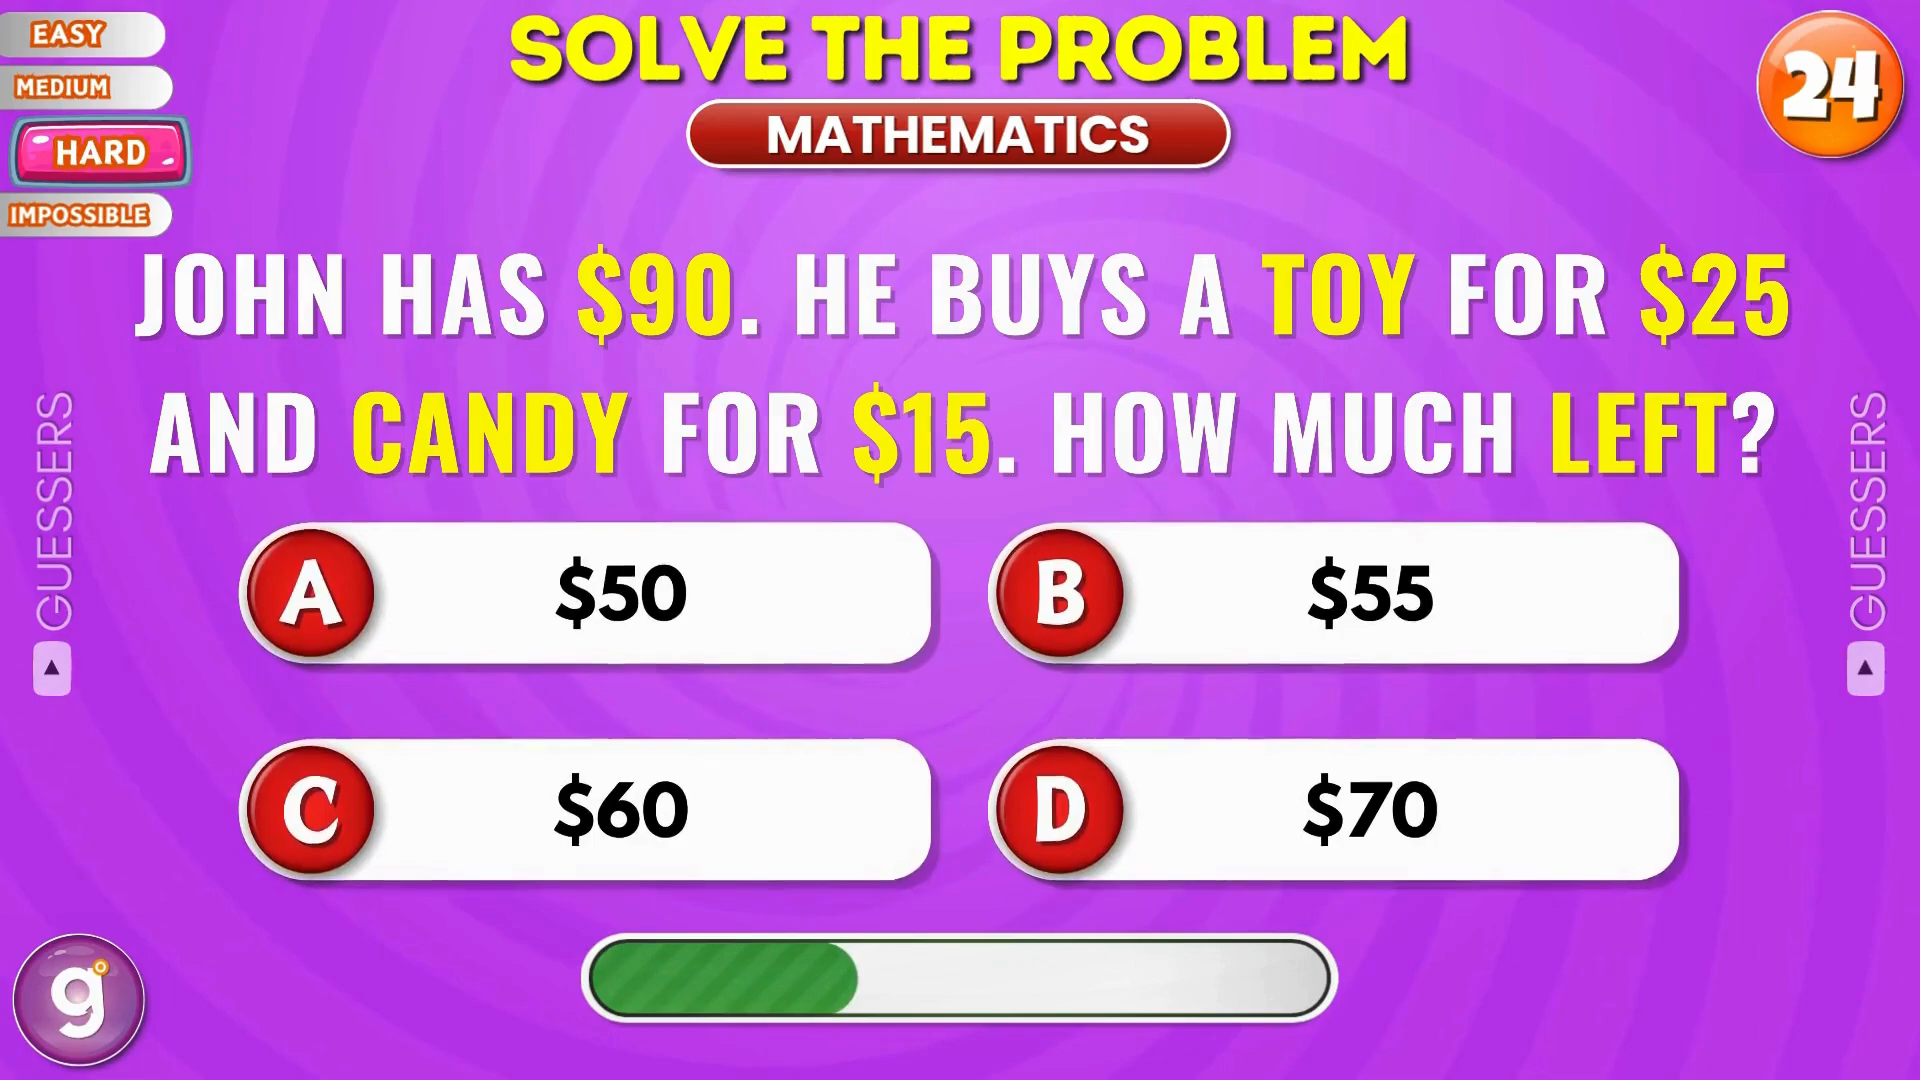 EASY
MEDIUM
HARD
IMPOSSIBLE
SOLVE THE PROBLEM
MATHEMATICS
24
JOHN HAS $90. HE BUYS A TOY FOR $25
AND CANDY FOR $15. HOW MUCH LEFT?
A $50
B $55
C $60
D $70
GUESSERS
GUESSERS
g